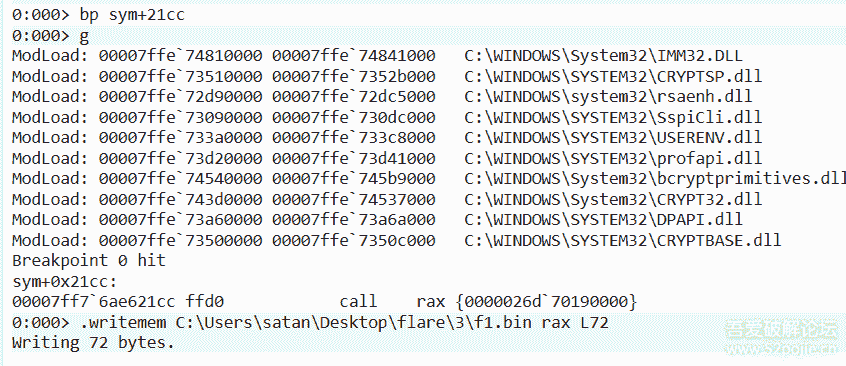 0:000> bp sym+21cc
0:000> g
ModLoad: 00007ffe`74810000 00007ffe`74841000   C:\WINDOWS\System32\IMM32.DLL
ModLoad: 00007ffe`73510000 00007ffe`7352b000   C:\WINDOWS\SYSTEM32\CRYPTSP.dll
ModLoad: 00007ffe`72d90000 00007ffe`72dc5000   C:\WINDOWS\system32\rsaenh.dll
ModLoad: 00007ffe`73090000 00007ffe`730dc000   C:\WINDOWS\SYSTEM32\SspiCli.dll
ModLoad: 00007ffe`733a0000 00007ffe`733c8000   C:\WINDOWS\SYSTEM32\USERENV.dll
ModLoad: 00007ffe`73d20000 00007ffe`73d41000   C:\WINDOWS\SYSTEM32\profapi.dll
ModLoad: 00007ffe`74540000 00007ffe`745b9000   C:\WINDOWS\System32\bcryptprimitives.dll
ModLoad: 00007ffe`743d0000 00007ffe`74537000   C:\WINDOWS\System32\CRYPT32.dll
ModLoad: 00007ffe`73a60000 00007ffe`73a6a000   C:\WINDOWS\SYSTEM32\DPAPI.dll
ModLoad: 00007ffe`73500000 00007ffe`7350c000   C:\WINDOWS\SYSTEM32\CRYPTBASE.dll
Breakpoint 0 hit
sym+0x21cc:
00007ff7`6ae621cc ffd0            call    rax {0000026d`70190000}
0:000> .writemem C:\Users\satan\Desktop\flare\3\f1.bin rax L72
Writing 72 bytes.
吾爱破解论坛
www.52pojie.cn